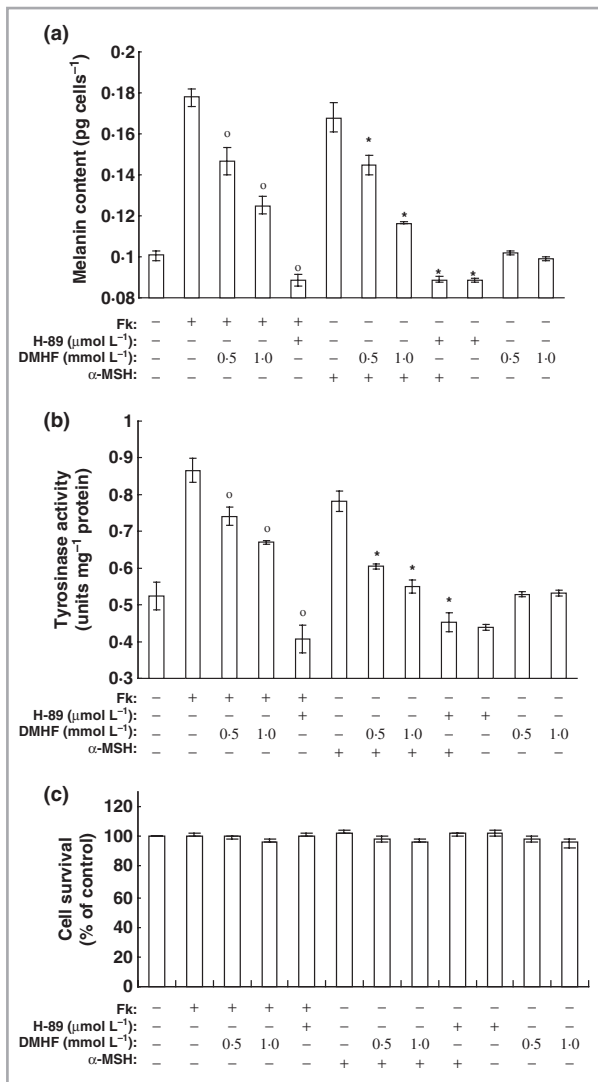 (a)
Melanin content (pg cells⁻¹)
0·2
0·18
0·16
0·14
0·12
0·1
0·08
o
o
o
*
*
*
*
Fk: – + + + + – – – – – – –
H-89 (μmol L⁻¹): – – – – + – – – + + – –
DMHF (mmol L⁻¹): – – 0·5 1·0 – – 0·5 1·0 – – 0·5 1·0
α-MSH: – – – – – + + + + – – –
(b)
Tyrosinase activity
(units mg⁻¹ protein)
1
0·9
0·8
0·7
0·6
0·5
0·4
0·3
o
o
o
*
*
*
Fk: – + + + + – – – – – – –
H-89 (μmol L⁻¹): – – – – + – – – + + – –
DMHF (mmol L⁻¹): – – 0·5 1·0 – – 0·5 1·0 – – 0·5 1·0
α-MSH: – – – – – + + + + – – –
(c)
Cell survival
(% of control)
120
100
80
60
40
20
0
Fk: – + + + + – – – – – – –
H-89 (μmol L⁻¹): – – – – + – – – + + – –
DMHF (mmol L⁻¹): – – 0·5 1·0 – – 0·5 1·0 – – 0·5 1·0
α-MSH: – – – – – + + + + – – –